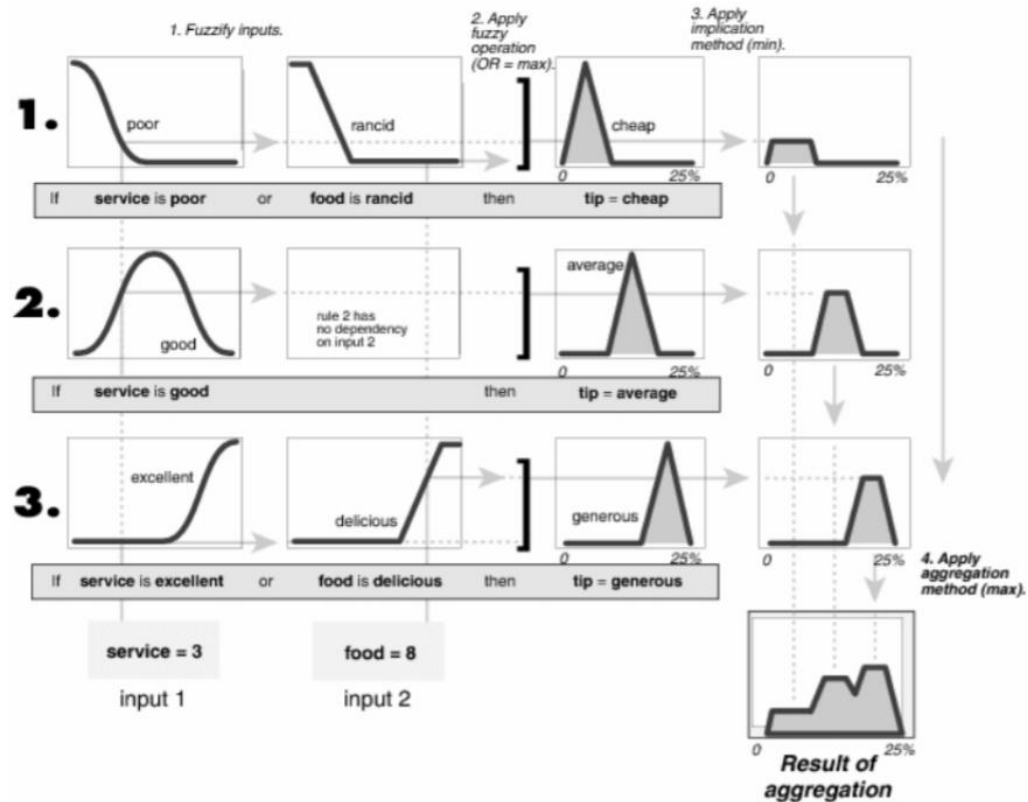 1. Fuzzify inputs.
2. Apply
fuzzy
operation
(OR = max).
3. Apply
implication
method (min).
1.
poor
rancid
cheap
0 25%
0 25%
If service is poor or food is rancid then tip = cheap
2.
good
rule 2 has
no dependency
on input 2
average
0 25%
0 25%
If service is good then tip = average
3.
excellent
delicious
generous
0 25%
0 25%
If service is excellent or food is delicious then tip = generous
4. Apply
aggregation
method (max).
service = 3
food = 8
input 1
input 2
0 25%
Result of
aggregation